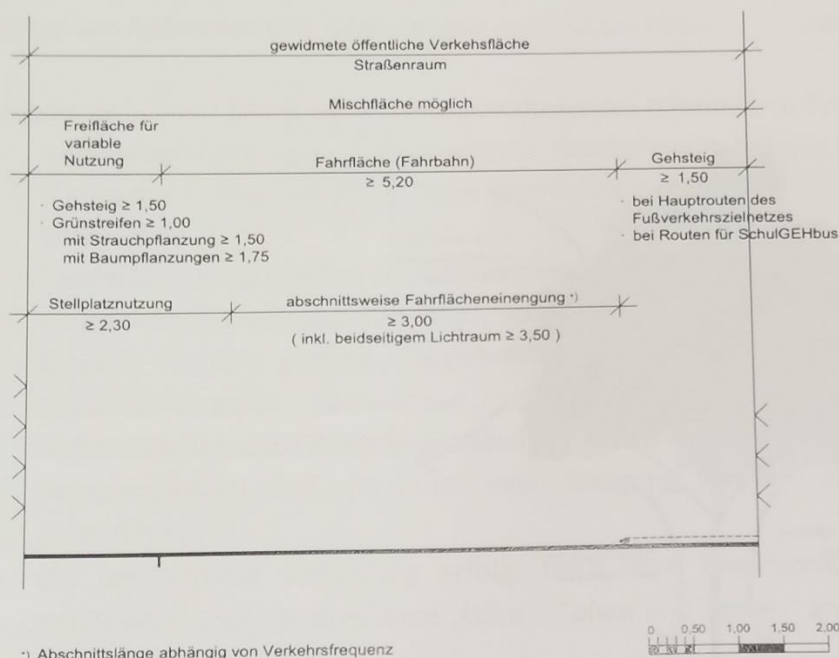 gewidmete öffentliche Verkehrsfläche
Straßenraum
Mischfläche möglich
Freifläche für
variable
Nutzung
Fahrfläche (Fahrbahn)
≥ 5,20
Gehsteig
≥ 1,50
· Gehsteig ≥ 1,50
· Grünstreifen ≥ 1,00
mit Strauchpflanzung ≥ 1,50
mit Baumpflanzungen ≥ 1,75
· bei Hauptrouten des
Fußverkehrszielnetzes
· bei Routen für SchulGEHbus
Stellplatznutzung
≥ 2,30
abschnittsweise Fahrflächeneinengung *)
≥ 3,00
( inkl. beidseitigem Lichtraum ≥ 3,50 )
*) Abschnittslänge abhängig von Verkehrsfrequenz
0 0,50 1,00 1,50 2,00